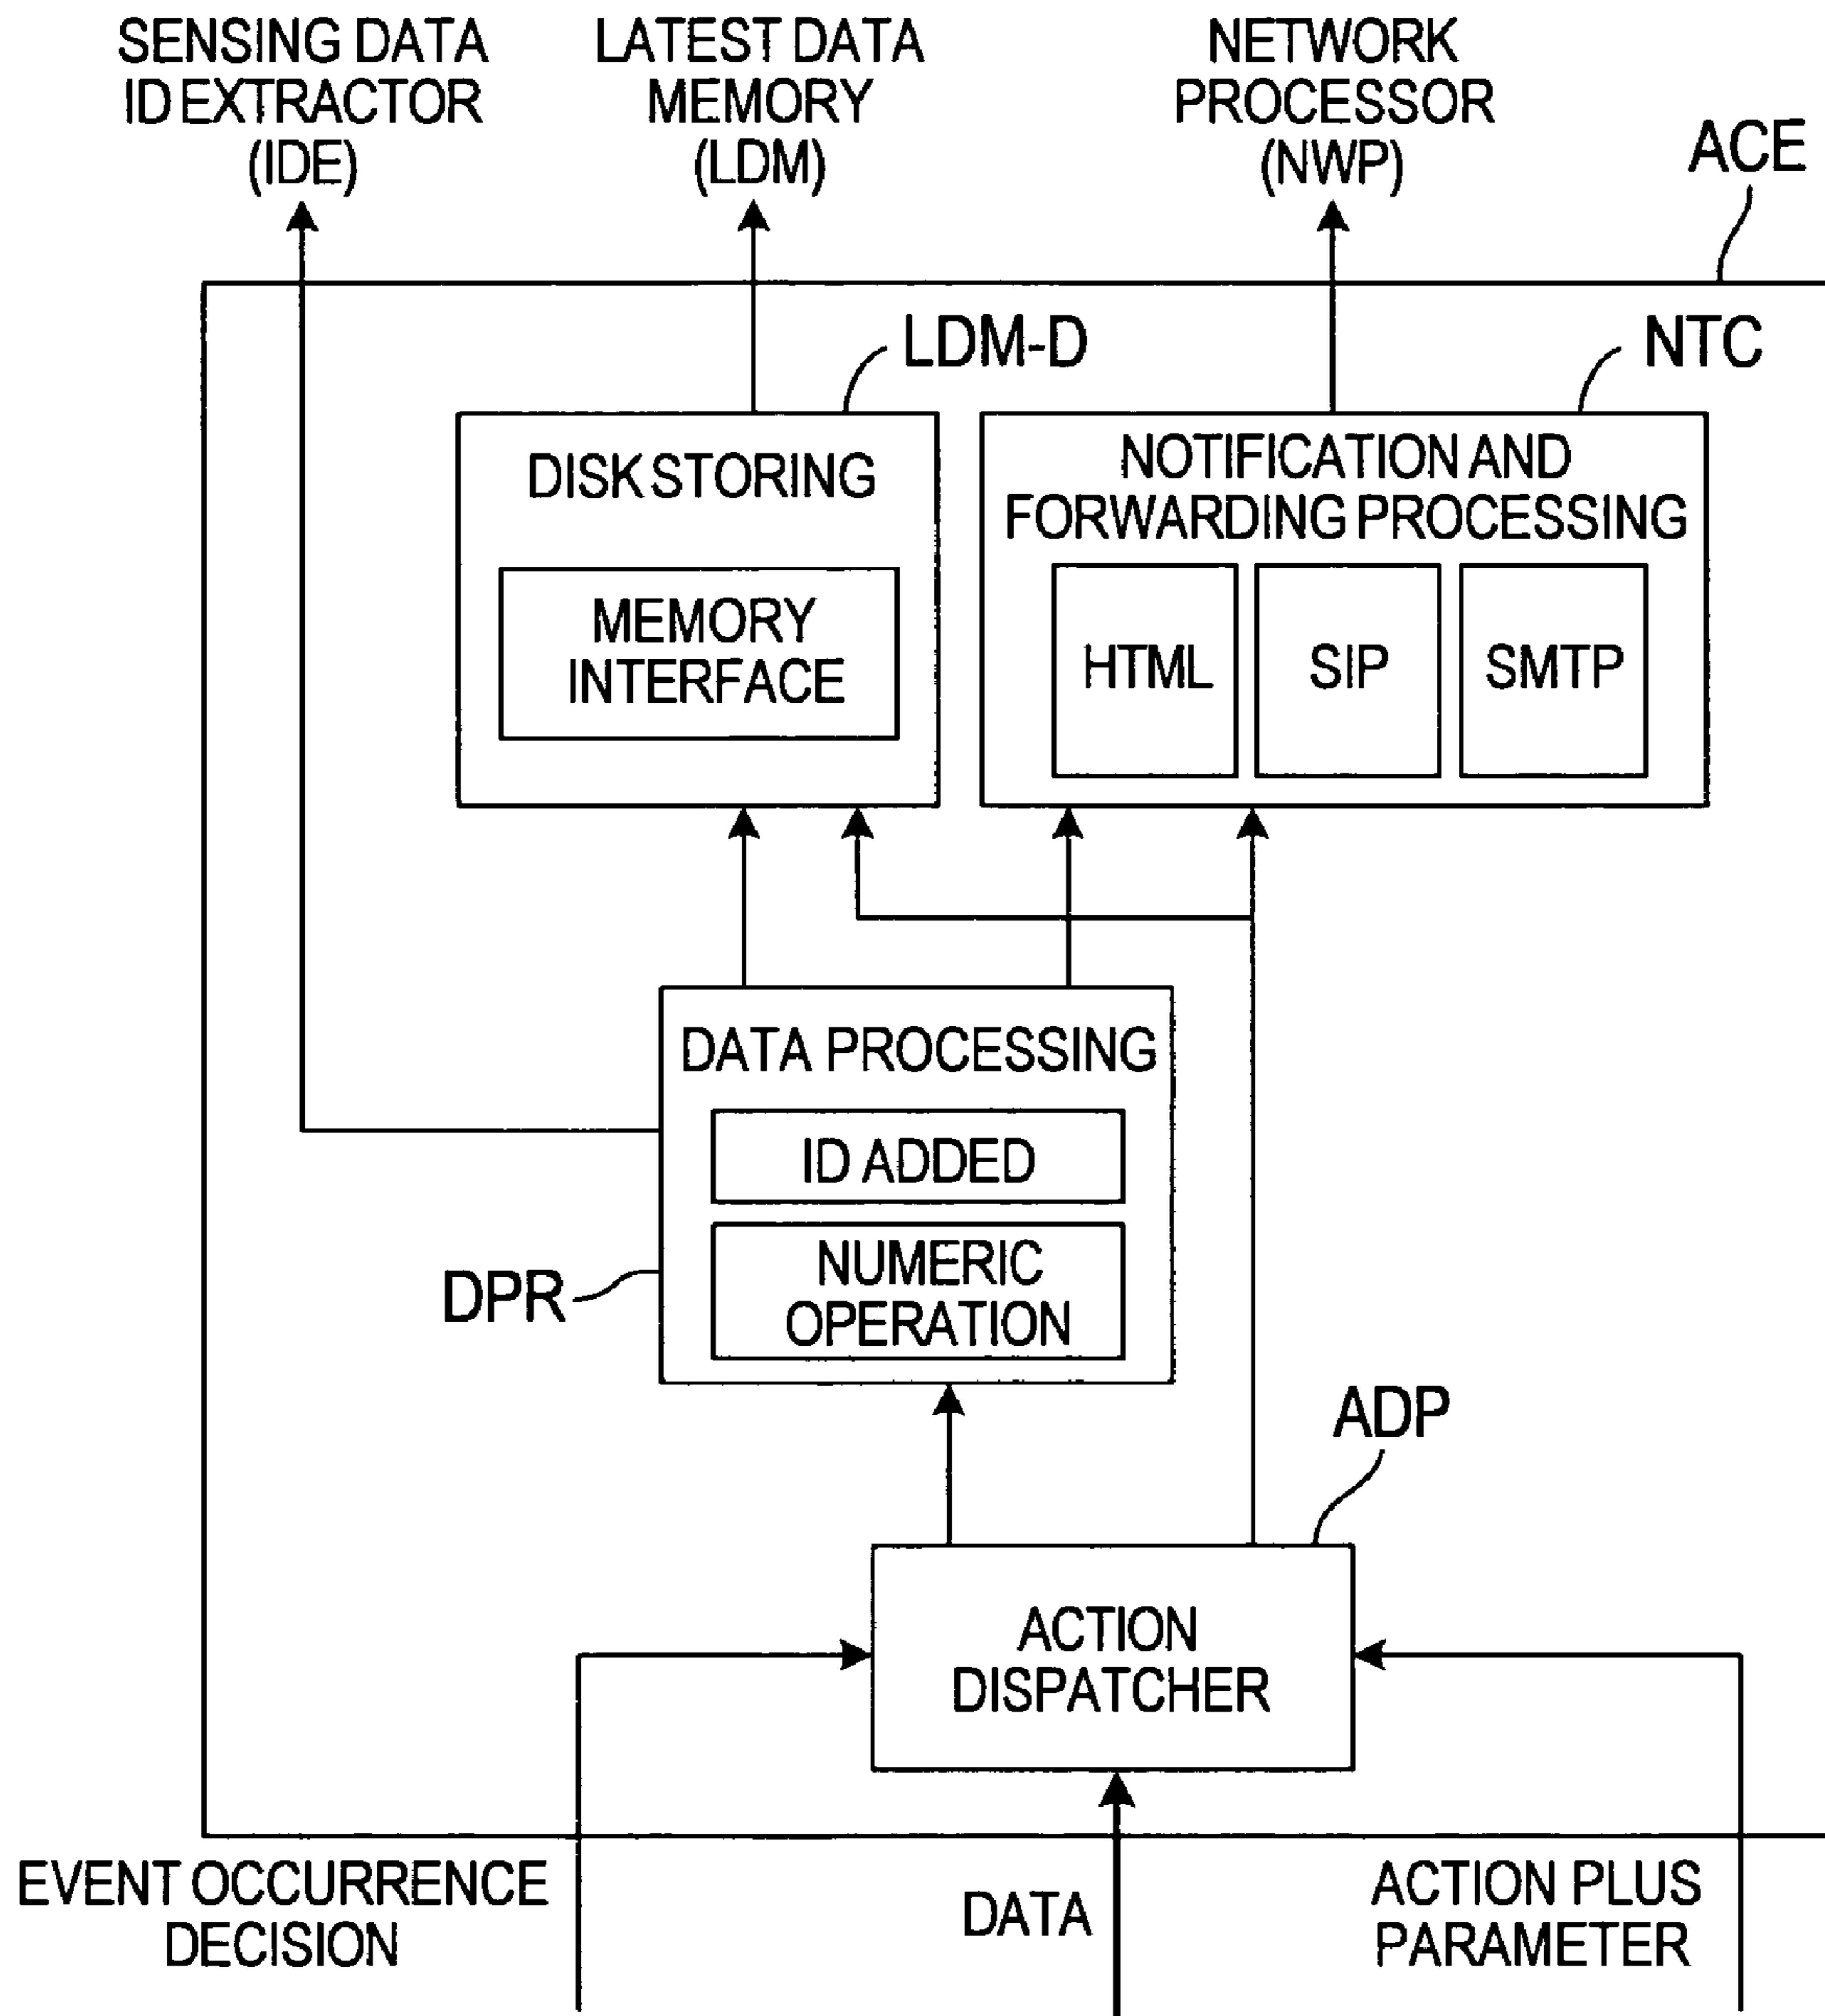 SENSING DATA
ID EXTRACTOR
(IDE)
LATEST DATA
MEMORY
(LDM)
NETWORK
PROCESSOR
(NWP)
ACE
LDM-D
NTC
DISK STORING
MEMORY
INTERFACE
NOTIFICATION AND
FORWARDING PROCESSING
HTML
SIP
SMTP
DATA PROCESSING
ID ADDED
NUMERIC
OPERATION
DPR
ADP
ACTION
DISPATCHER
EVENT OCCURRENCE
DECISION
DATA
ACTION PLUS
PARAMETER